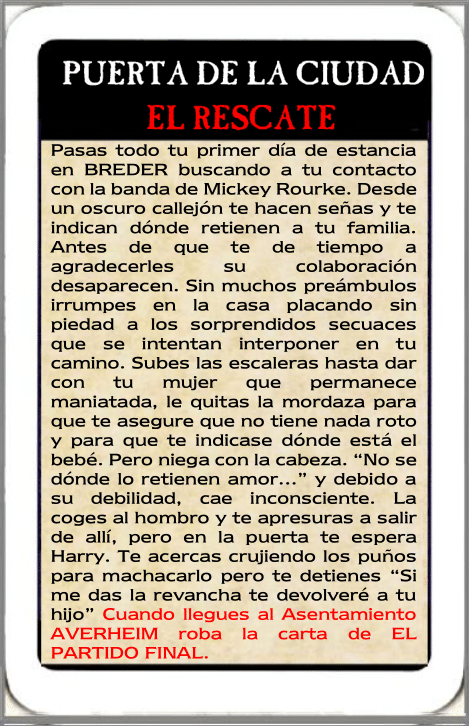 PUERTA DE LA CIUDAD
EL RESCATE
Pasas todo tu primer día de estancia
en BREDER buscando a tu contacto
con la banda de Mickey Rourke. Desde
un oscuro callejón te hacen señas y te
indican dónde retienen a tu familia.
Antes de que te de tiempo a
agradecerles su colaboración
desaparecen. Sin muchos preámbulos
irrumpes en la casa placando sin
piedad a los sorprendidos secuaces
que se intentan interponer en tu
camino. Subes las escaleras hasta dar
con tu mujer que permanece
maniatada, le quitas la mordaza para
que te asegure que no tiene nada roto
y para que te indicase dónde está el
bebé. Pero niega con la cabeza. “No se
dónde lo retienen amor...” y debido a
su debilidad, cae inconsciente. La
coges al hombro y te apresuras a salir
de allí, pero en la puerta te espera
Harry. Te acercas crujiendo los puños
para machacarlo pero te detienes “Si
me das la revancha te devolveré a tu
hijo” Cuando llegues al Asentamiento
AVERHEIM roba la carta de EL
PARTIDO FINAL.